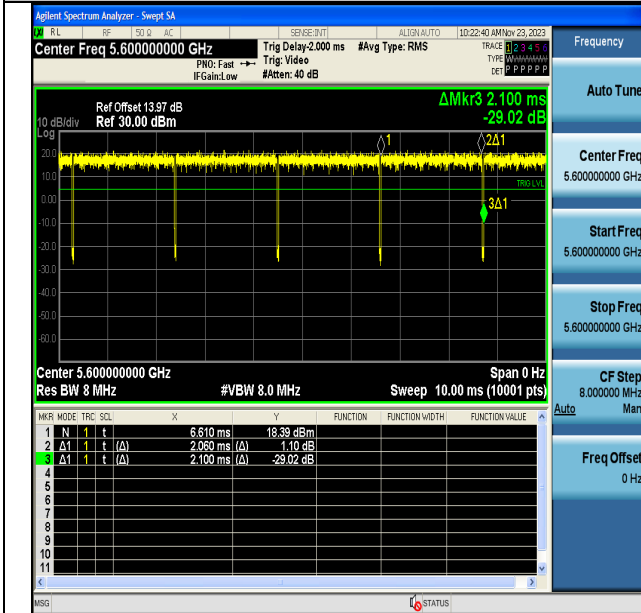 Agilent Spectrum Analyzer - Swept SA
RL RF 50 Ω AC SENSE:INT ALIGN AUTO 10:22:40 AM Nov 23, 2023
Center Freq 5.600000000 GHz
Trig Delay-2.000 ms #Avg Type: RMS
TRACE 1 2 3 4 5 6
PNO: Fast Trig: Video
TYPE
IFGain:Low #Atten: 40 dB
DET P P P P P P
ΔMkr3 2.100 ms
Ref Offset 13.97 dB
-29.02 dB
10 dB/div Ref 30.00 dBm
Log
1
2Δ1
20.0
10.0
TRIG LVL
0.00
3Δ1
-10.0
-20.0
-30.0
-40.0
-50.0
-60.0
Center 5.600000000 GHz Span 0 Hz
Res BW 8 MHz #VBW 8.0 MHz Sweep 10.00 ms (10001 pts)
MKR MODE TRC SCL X Y FUNCTION FUNCTION WIDTH FUNCTION VALUE
1 N 1 t 6.610 ms 18.39 dBm
2 Δ1 1 t (Δ) 2.060 ms (Δ) 1.10 dB
3 Δ1 1 t (Δ) 2.100 ms (Δ) -29.02 dB
4
5
6
7
8
9
10
11
MSG STATUS
Frequency
Auto Tune
Center Freq
5.600000000 GHz
Start Freq
5.600000000 GHz
Stop Freq
5.600000000 GHz
CF Step
8.000000 MHz
Auto Man
Freq Offset
0 Hz